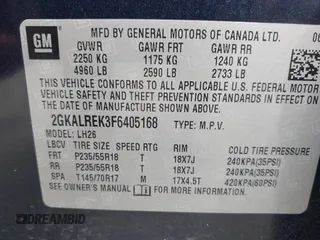 GM
MFD BY GENERAL MOTORS OF CANADA LTD.
GVWR GAWR FRT GAWR RR
2250 KG 1175 KG 1240 KG
4960 LB 2590 LB 2733 LB
THIS VEHICLE CONFORMS TO ALL APPLICABLE U.S.
FEDERAL MOTOR VEHICLE SAFETY, BUMPER, AND
THEFT PREVENTION STANDARDS IN EFFECT ON THE
DATE OF MANUFACTURE SHOWN ABOVE.
2GKALREK3F6405168 TYPE: M.P.V.
MODEL: LH26
LBCV TIRE SIZE SPEED RTG RIM COLD TIRE PRESSURE
FRT P235/55R18 T 18X7J 240KPA(35PSI)
RR P235/55R18 T 18X7J 240KPA(35PSI)
SPA T145/70R17 M 17X4.5T 420KPA(60PSI)
SEE OWNER'S MANUAL FOR ADDITIONAL INFORMATION
DREAMBID